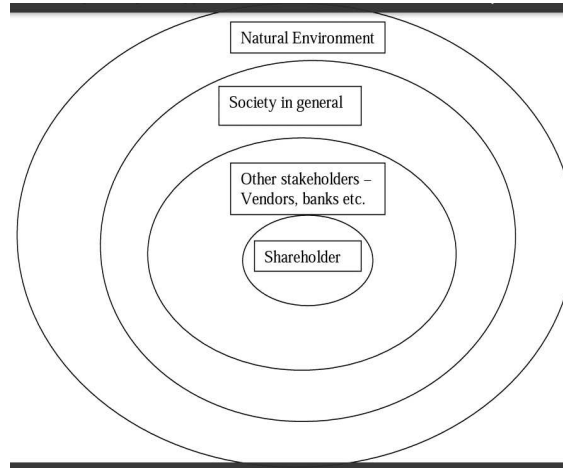 Natural Environment
Society in general
Other stakeholders –
Vendors, banks etc.
Shareholder